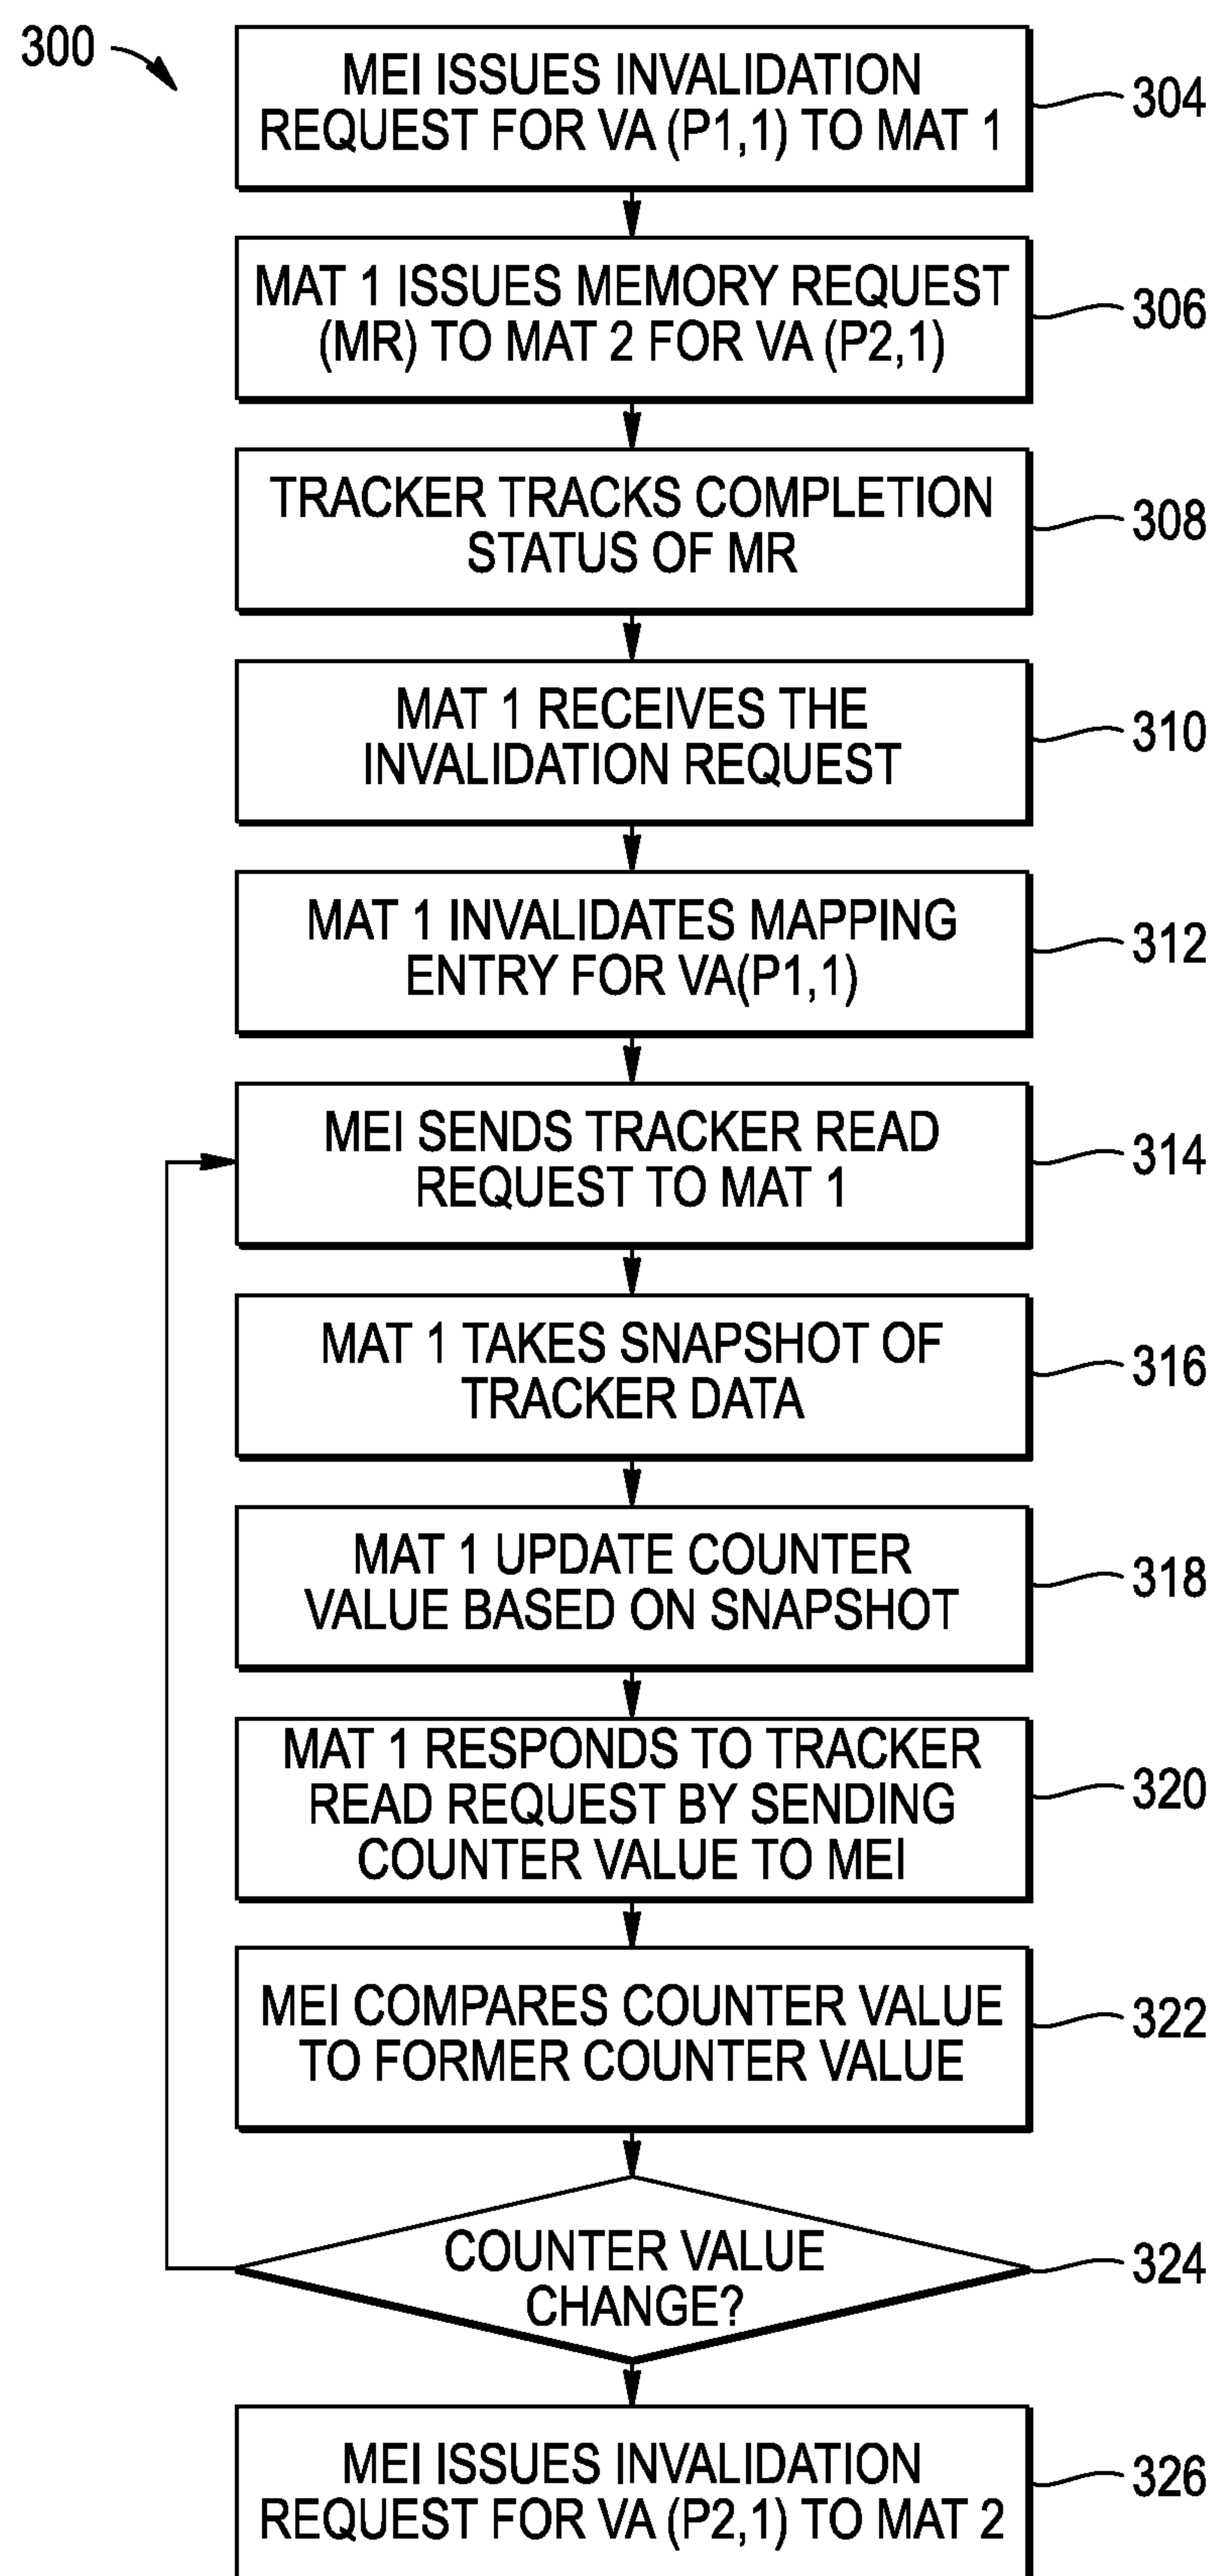 300
MEI ISSUES INVALIDATION
REQUEST FOR VA (P1,1) TO MAT 1
304
MAT 1 ISSUES MEMORY REQUEST
(MR) TO MAT 2 FOR VA (P2,1)
306
TRACKER TRACKS COMPLETION
STATUS OF MR
308
MAT 1 RECEIVES THE
INVALIDATION REQUEST
310
MAT 1 INVALIDATES MAPPING
ENTRY FOR VA(P1,1)
312
MEI SENDS TRACKER READ
REQUEST TO MAT 1
314
MAT 1 TAKES SNAPSHOT OF
TRACKER DATA
316
MAT 1 UPDATE COUNTER
VALUE BASED ON SNAPSHOT
318
MAT 1 RESPONDS TO TRACKER
READ REQUEST BY SENDING
COUNTER VALUE TO MEI
320
MEI COMPARES COUNTER VALUE
TO FORMER COUNTER VALUE
322
COUNTER VALUE
CHANGE?
324
MEI ISSUES INVALIDATION
REQUEST FOR VA (P2,1) TO MAT 2
326